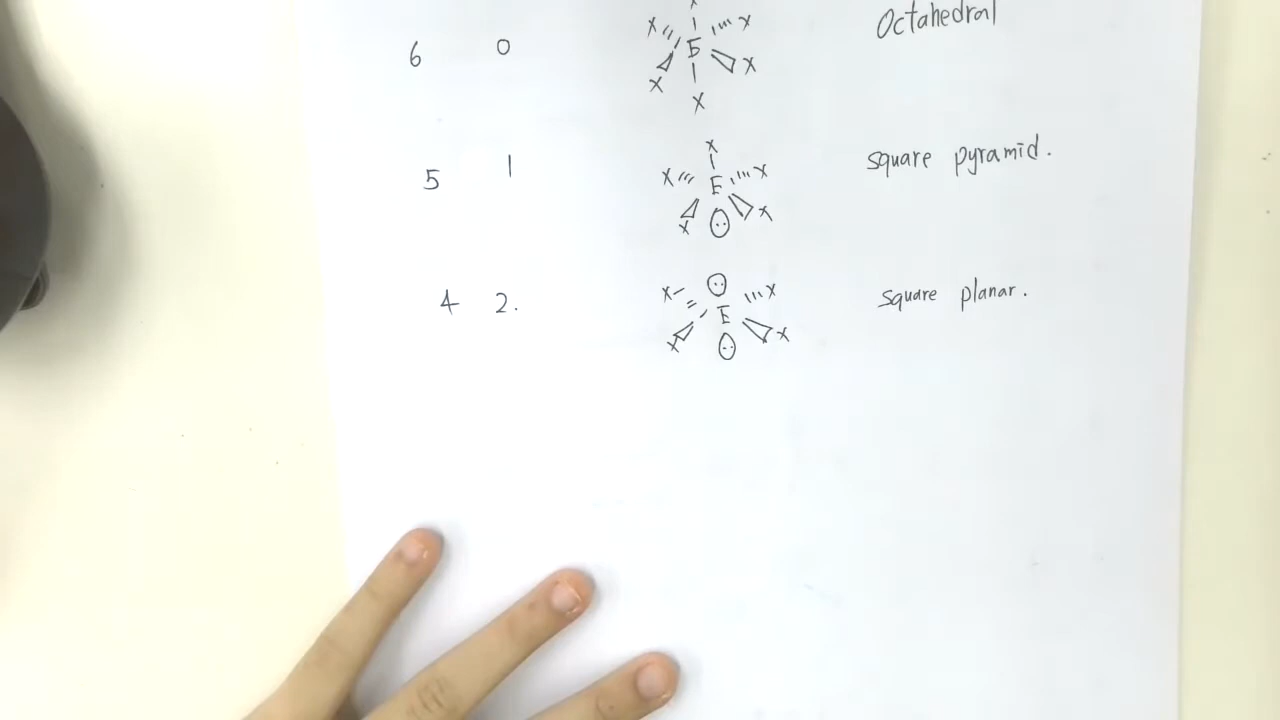 6 0 X X X E X X X Octahedral
5 1 X X E X X X square pyramid.
4 2. X X E X X square planar.